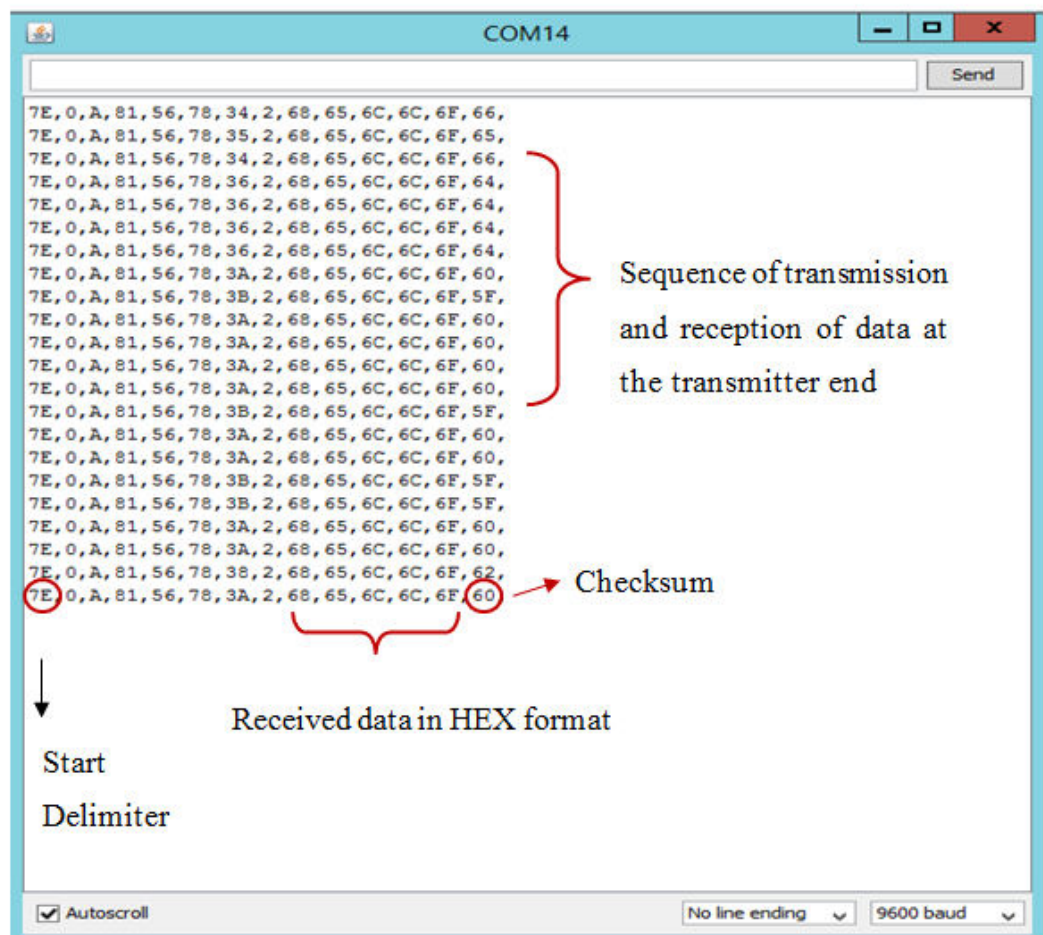 COM14
Send
7E,0,A,81,56,78,34,2,68,65,6C,6C,6F,66,
7E,0,A,81,56,78,35,2,68,65,6C,6C,6F,65,
7E,0,A,81,56,78,34,2,68,65,6C,6C,6F,66,
7E,0,A,81,56,78,36,2,68,65,6C,6C,6F,64,
7E,0,A,81,56,78,36,2,68,65,6C,6C,6F,64,
7E,0,A,81,56,78,36,2,68,65,6C,6C,6F,64,
7E,0,A,81,56,78,36,2,68,65,6C,6C,6F,64,
7E,0,A,81,56,78,3A,2,68,65,6C,6C,6F,60,
7E,0,A,81,56,78,3B,2,68,65,6C,6C,6F,5F,
7E,0,A,81,56,78,3A,2,68,65,6C,6C,6F,60,
7E,0,A,81,56,78,3A,2,68,65,6C,6C,6F,60,
7E,0,A,81,56,78,3A,2,68,65,6C,6C,6F,60,
7E,0,A,81,56,78,3A,2,68,65,6C,6C,6F,60,
7E,0,A,81,56,78,3B,2,68,65,6C,6C,6F,5F,
7E,0,A,81,56,78,3A,2,68,65,6C,6C,6F,60,
7E,0,A,81,56,78,3A,2,68,65,6C,6C,6F,60,
7E,0,A,81,56,78,3B,2,68,65,6C,6C,6F,5F,
7E,0,A,81,56,78,3B,2,68,65,6C,6C,6F,5F,
7E,0,A,81,56,78,3A,2,68,65,6C,6C,6F,60,
7E,0,A,81,56,78,3A,2,68,65,6C,6C,6F,60,
7E,0,A,81,56,78,38,2,68,65,6C,6C,6F,62,
7E,0,A,81,56,78,3A,2,68,65,6C,6C,6F,60,
Sequence of transmission
and reception of data at
the transmitter end
Checksum
Received data in HEX format
Start
Delimiter
Autoscroll
No line ending
9600 baud